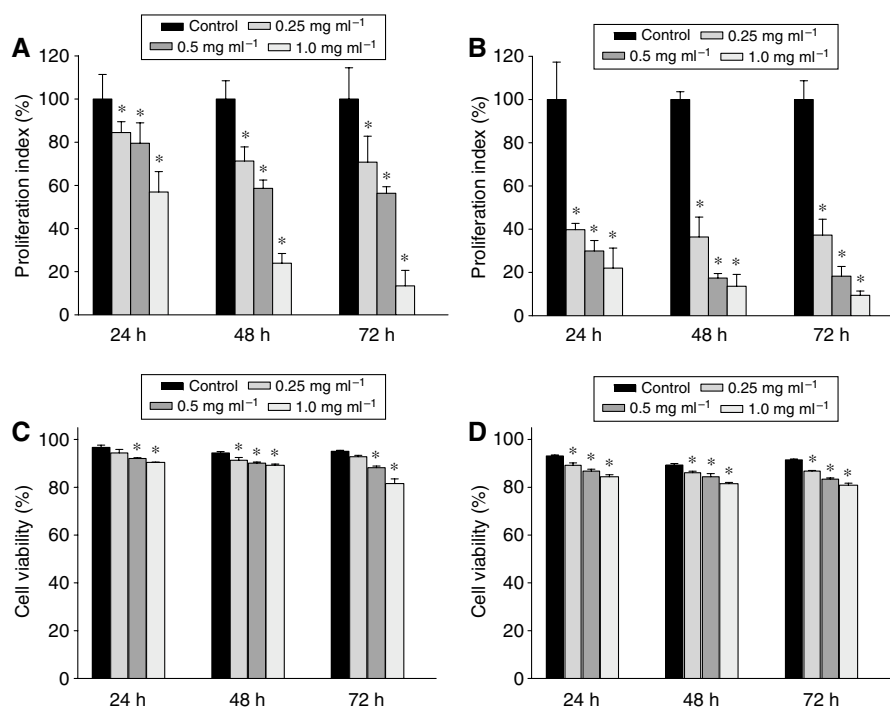 A
Control 0.25 mg ml⁻¹
0.5 mg ml⁻¹ 1.0 mg ml⁻¹
Proliferation index (%)
120
100
80
60
40
20
0
* * *
* * *
* * *
24 h 48 h 72 h
B
Control 0.25 mg ml⁻¹
0.5 mg ml⁻¹ 1.0 mg ml⁻¹
Proliferation index (%)
120
100
80
60
40
20
0
* * *
* * *
* * *
24 h 48 h 72 h
C
Control 0.25 mg ml⁻¹
0.5 mg ml⁻¹ 1.0 mg ml⁻¹
Cell viability (%)
100
80
60
40
20
0
* *
* * *
* *
24 h 48 h 72 h
D
Control 0.25 mg ml⁻¹
0.5 mg ml⁻¹ 1.0 mg ml⁻¹
Cell viability (%)
100
80
60
40
20
0
* * *
* * *
* * *
24 h 48 h 72 h